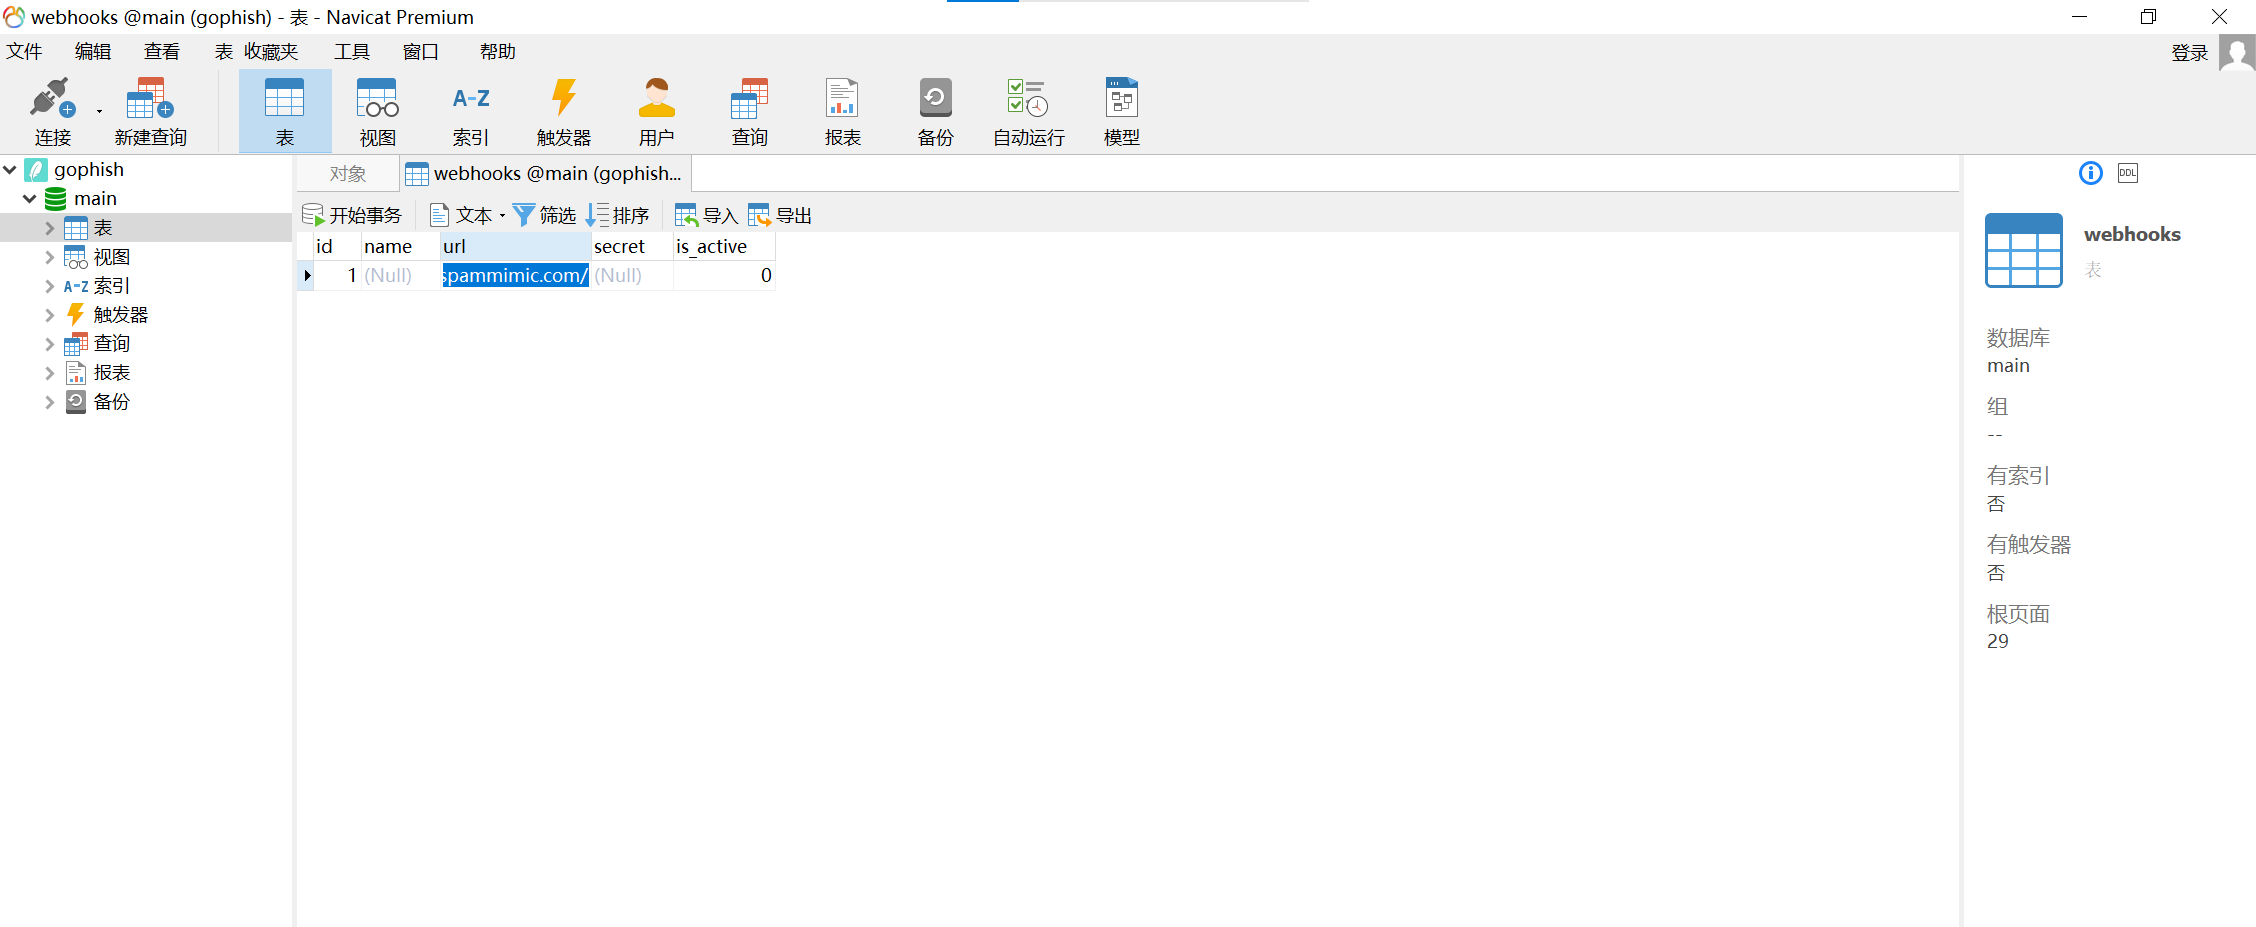 webhooks @main (gophish) - 表 - Navicat Premium
文件 编辑 查看 表 收藏夹 工具 窗口 帮助 登录
A-Z
连接 新建查询 表 视图 索引 触发器 用户 查询 报表 备份 自动运行 模型
gophish
main
表
视图
A-Z 索引
触发器
查询
报表
备份
对象 webhooks @main (gophish...
开始事务 文本 筛选 排序 导入 导出
id name url secret is_active
1 (Null) spammimic.com/ (Null) 0
DDL
webhooks
表
数据库
main
组
--
有索引
否
有触发器
否
根页面
29